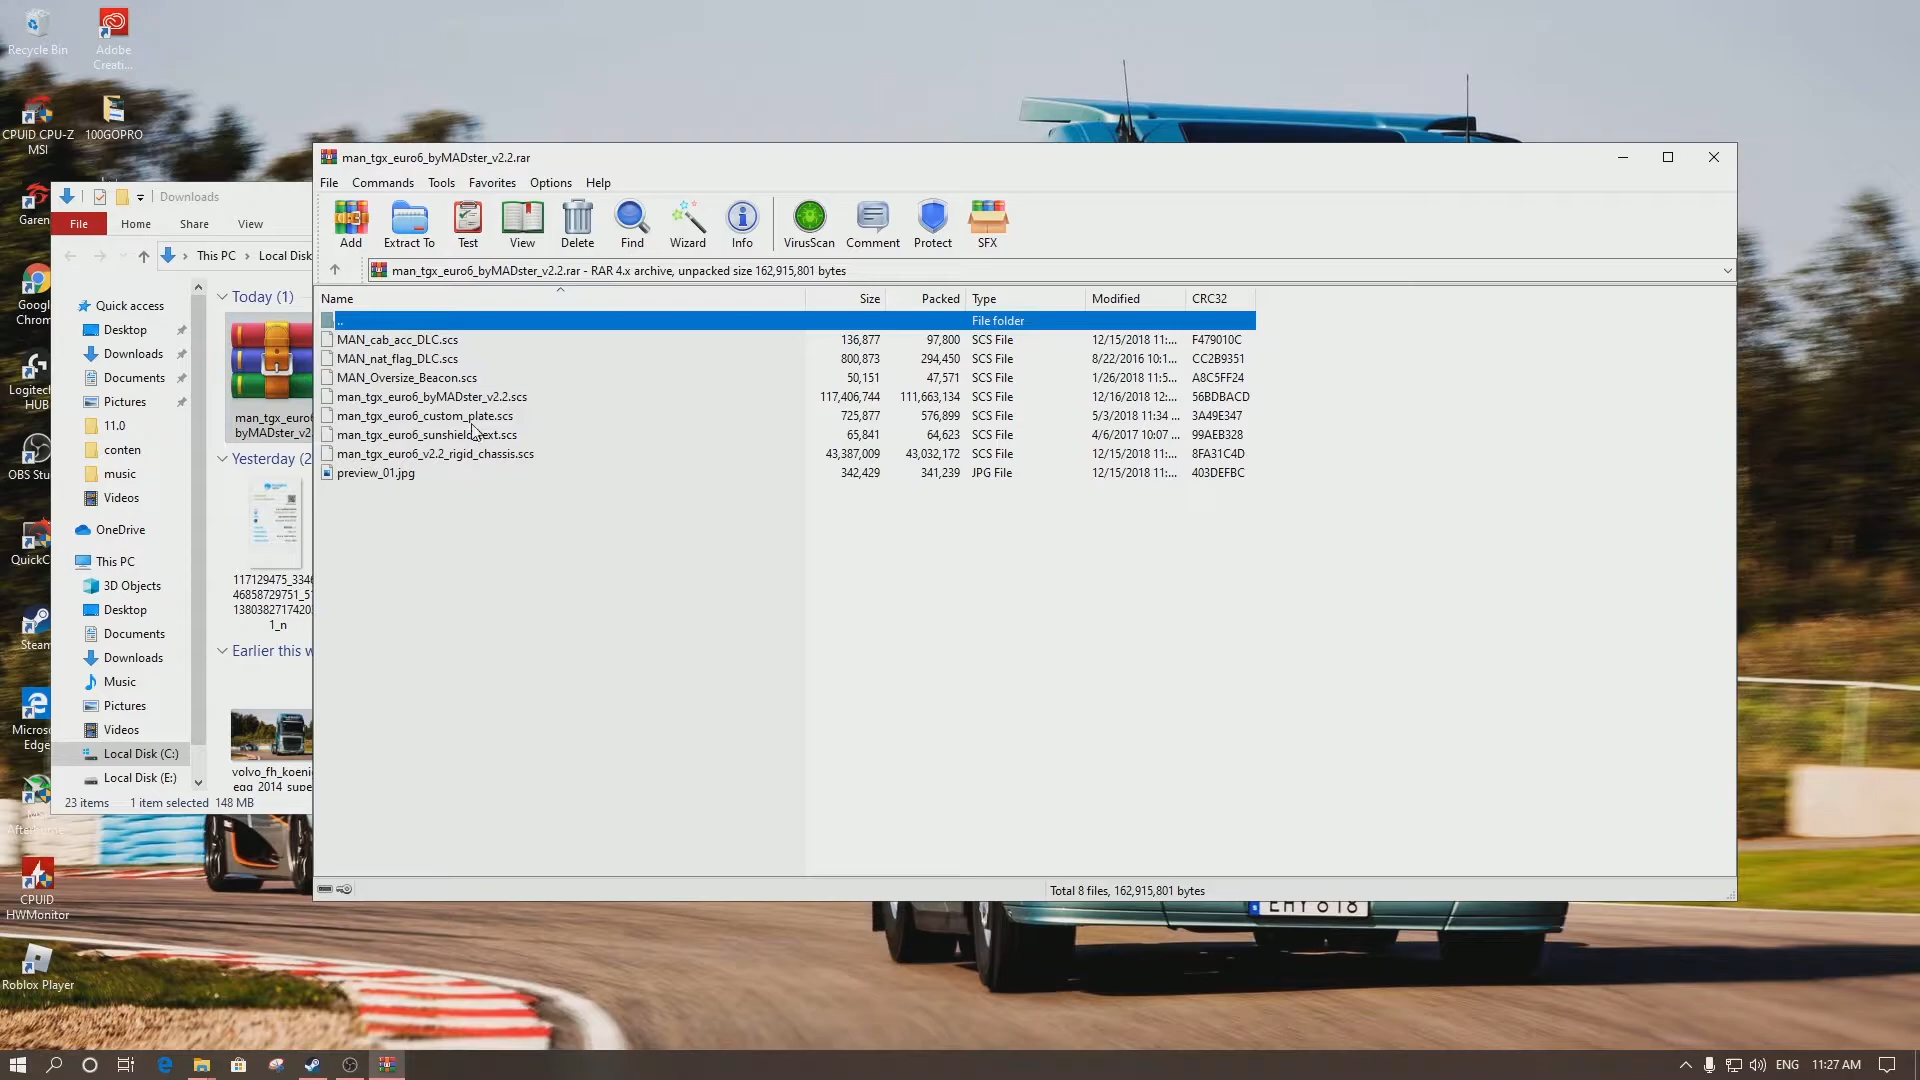 Recycle Bin
Adobe
Creati...
CPUID CPU-Z
MSI
100GOPRO
Garen
Google
Chrom
Logitech
HUB
OBS Stu
QuickC
Steam
Micros
Edge
Afterburne
CPUID
HWMonitor
Roblox Player
Downloads
File
Home
Share
View
This PC
Local Disk
Quick access
Desktop
Downloads
Documents
Pictures
11.0
conten
music
Videos
OneDrive
This PC
3D Objects
Desktop
Documents
Downloads
Music
Pictures
Videos
Local Disk (C:)
Local Disk (E:)
Today (1)
man_tgx_euro6
byMADster_v2
Yesterday (2
117129475_3346
46858729751_51
1380382717420
1_n
Earlier this w
volvo_fh_koeni
egg_2014_supe
23 items
1 item selected
148 MB
man_tgx_euro6_byMADster_v2.2.rar
File
Commands
Tools
Favorites
Options
Help
Add
Extract To
Test
View
Delete
Find
Wizard
Info
VirusScan
Comment
Protect
SFX
man_tgx_euro6_byMADster_v2.2.rar - RAR 4.x archive, unpacked size 162,915,801 bytes
Name Size Packed Type Modified CRC32
.. File folder
MAN_cab_acc_DLC.scs 136,877 97,800 SCS File 12/15/2018 11:... F479010C
MAN_nat_flag_DLC.scs 800,873 294,450 SCS File 8/22/2016 10:1... CC2B9351
MAN_Oversize_Beacon.scs 50,151 47,571 SCS File 1/26/2018 11:5... A8C5FF24
man_tgx_euro6_byMADster_v2.2.scs 117,406,744 111,663,134 SCS File 12/16/2018 12:... 56BDBACD
man_tgx_euro6_custom_plate.scs 725,877 576,899 SCS File 5/3/2018 11:34 ... 3A49E347
man_tgx_euro6_sunshield_text.scs 65,841 64,623 SCS File 4/6/2017 10:07 ... 99AEB328
man_tgx_euro6_v2.2_rigid_chassis.scs 43,387,009 43,032,172 SCS File 12/15/2018 11:... 8FA31C4D
preview_01.jpg 342,429 341,239 JPG File 12/15/2018 11:... 403DEFBC
Total 8 files, 162,915,801 bytes
ENG
11:27 AM